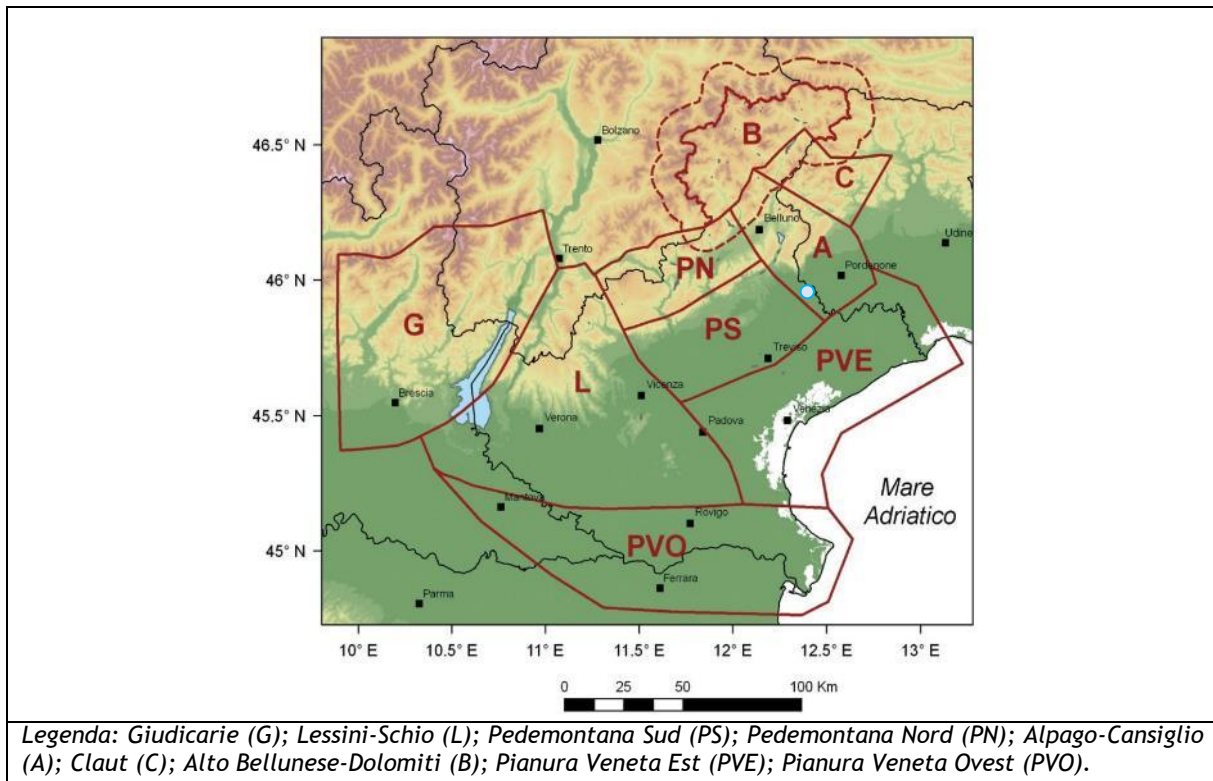 46.5° N
46° N
45.5° N
45° N
10° E
10.5° E
11° E
11.5° E
12° E
12.5° E
13° E
Bolzano
B
C
Belluno
Udine
A
Trento
PN
Pordenone
G
PS
Treviso
PVE
L
Brescia
Vicenza
Verona
Venezia
Padova
Mare
Adriatico
Mantova
Rovigo
PVO
Ferrara
Parma
0 25 50 100 Km
Legenda: Giudicarie (G); Lessini-Schio (L); Pedemontana Sud (PS); Pedemontana Nord (PN); Alpago-Cansiglio
(A); Claut (C); Alto Bellunese-Dolomiti (B); Pianura Veneta Est (PVE); Pianura Veneta Ovest (PVO).